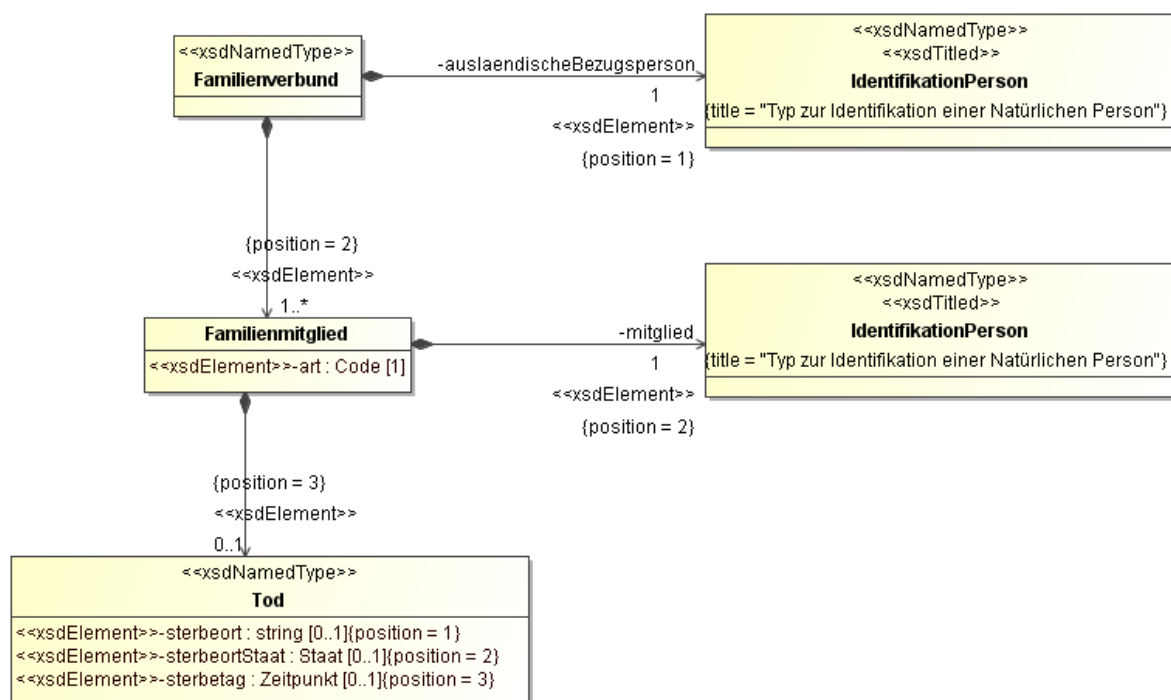 <<xsdNamedType>>
Familienverbund
-auslaendischeBezugsperson
1
<<xsdElement>>
{position = 1}
<<xsdNamedType>>
<<xsdTitled>>
IdentifikationPerson
{title = "Typ zur Identifikation einer Natürlichen Person"}
{position = 2}
<<xsdElement>>
1..*
Familienmitglied
<<xsdElement>>-art : Code [1]
-mitglied
1
<<xsdElement>>
{position = 2}
<<xsdNamedType>>
<<xsdTitled>>
IdentifikationPerson
{title = "Typ zur Identifikation einer Natürlichen Person"}
{position = 3}
<<xsdElement>>
0..1
<<xsdNamedType>>
Tod
<<xsdElement>>-sterbeort : string [0..1]{position = 1}
<<xsdElement>>-sterbeortStaat : Staat [0..1]{position = 2}
<<xsdElement>>-sterbetag : Zeitpunkt [0..1]{position = 3}